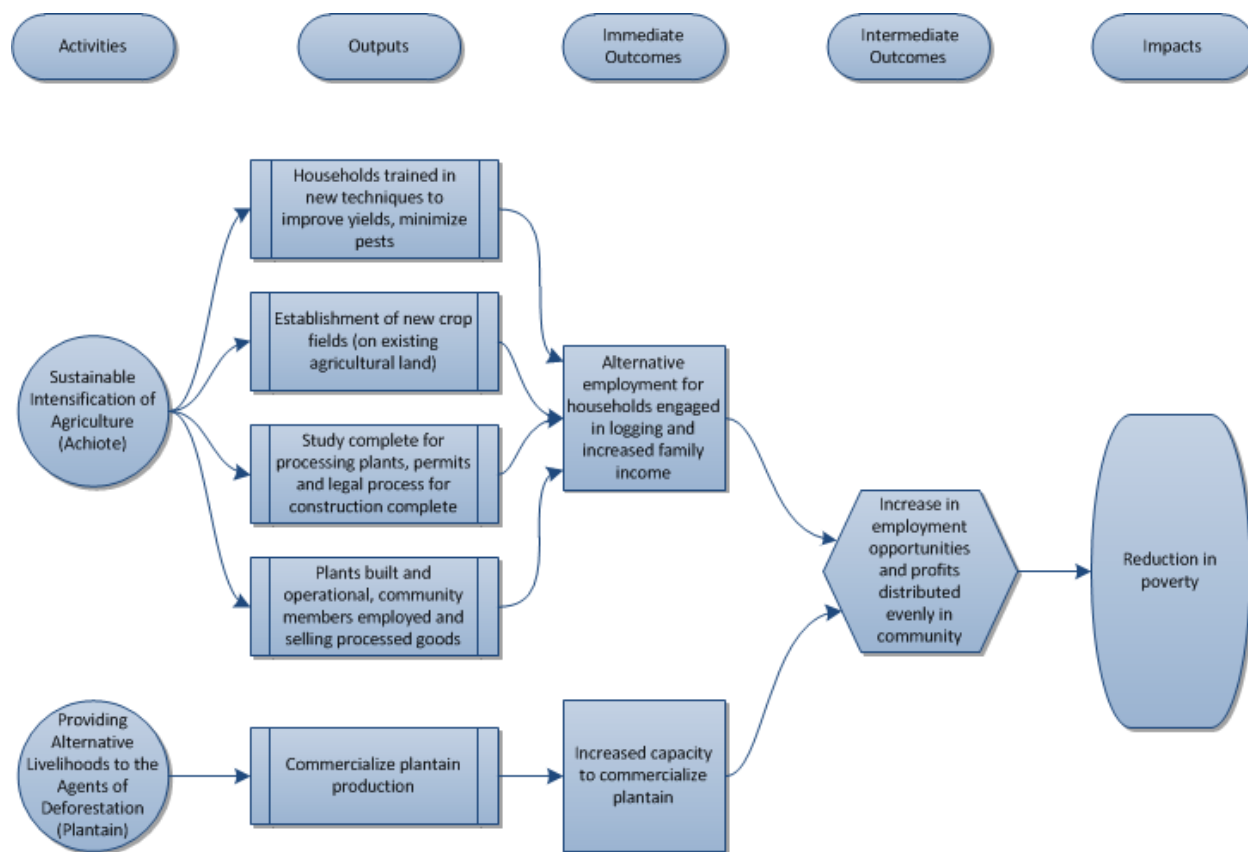 Activities
Outputs
Immediate
Outcomes
Intermediate
Outcomes
Impacts
Households trained in
new techniques to
improve yields, minimize
pests
Establishment of new crop
fields (on existing
agricultural land)
Sustainable
Intensification of
Agriculture
(Achiote)
Study complete for
processing plants, permits
and legal process for
construction complete
Plants built and
operational, community
members employed and
selling processed goods
Alternative
employment for
households engaged
in logging and
increased family
income
Increase in
employment
opportunities
and profits
distributed
evenly in
community
Reduction in
poverty
Providing
Alternative
Livelihoods to the
Agents of
Deforestation
(Plantain)
Commercialize plantain
production
Increased capacity
to commercialize
plantain